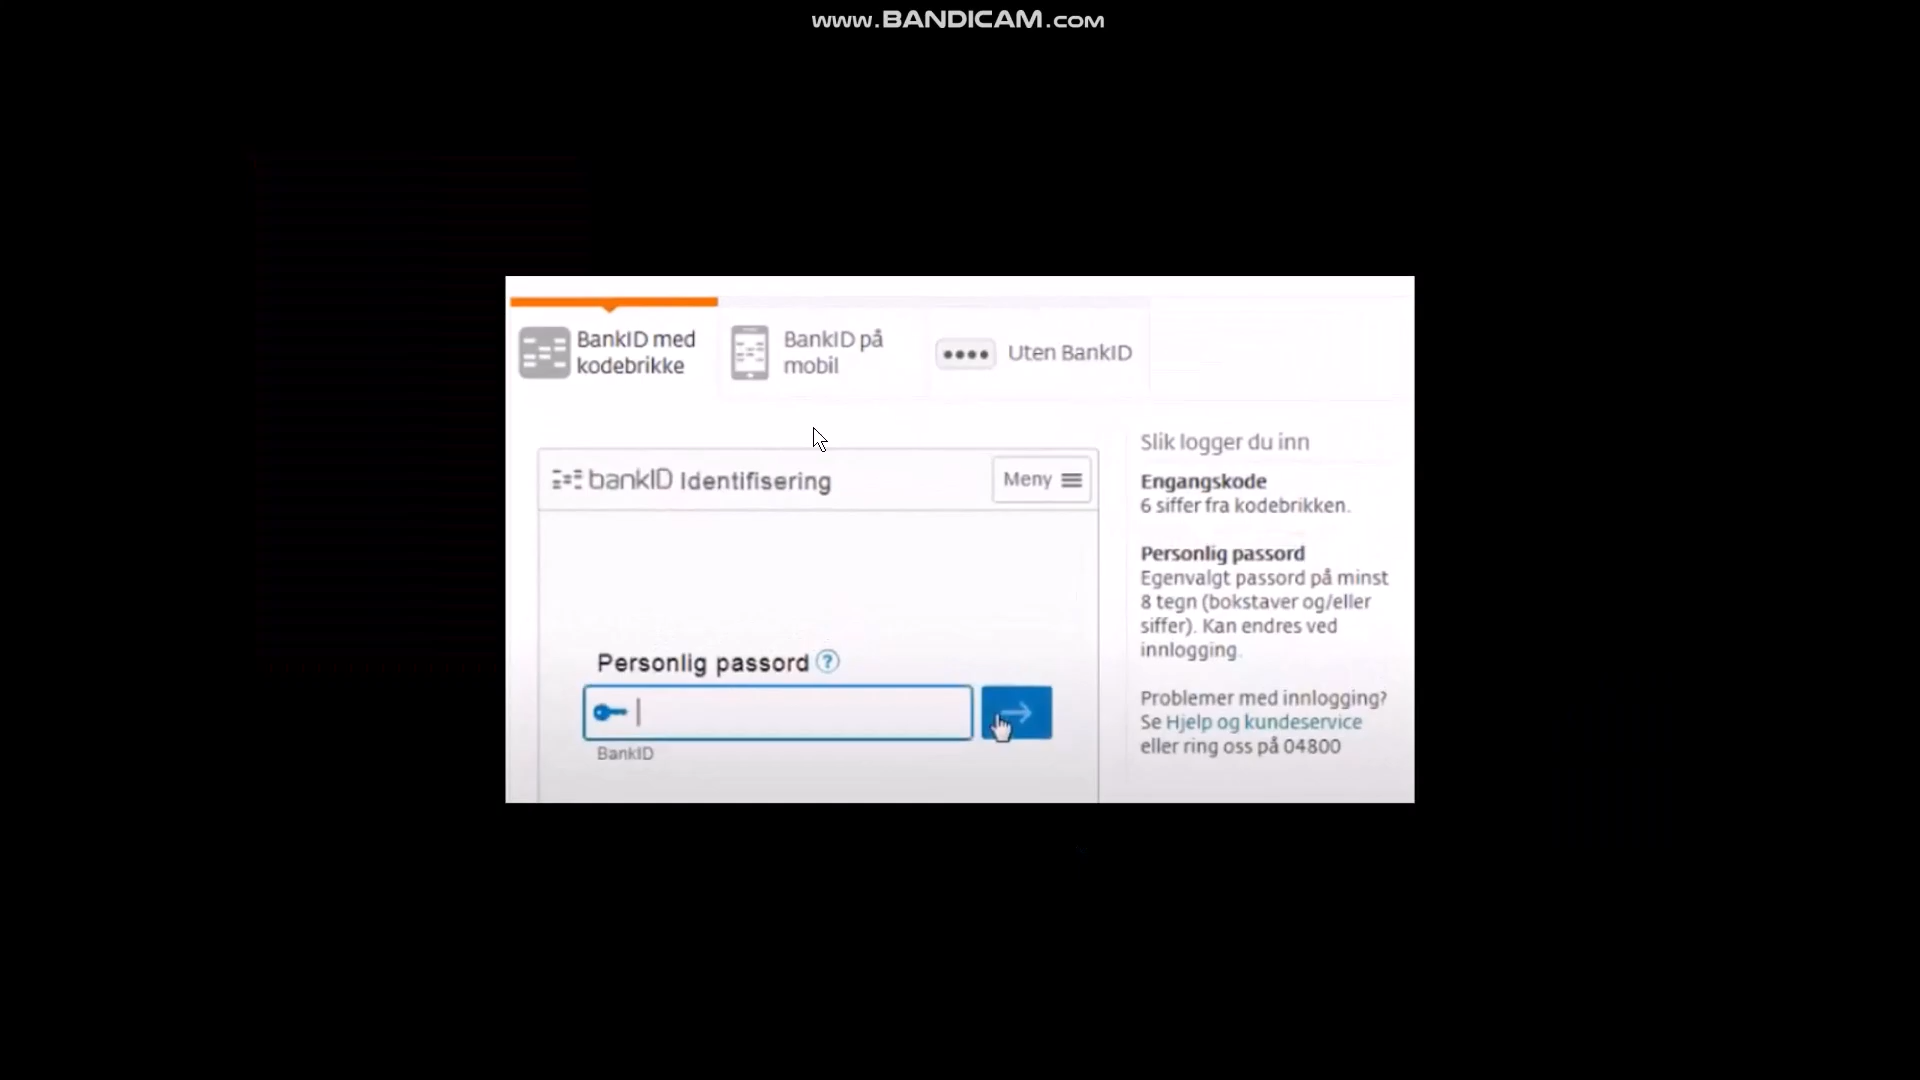 www.BANDICAM.com
BankID med
kodebrikke
BankID på
mobil
Uten BankID
bankID Identifisering
Meny
Personlig passord ?
BankID
Slik logger du inn
Engangskode
6 siffer fra kodebrikken.
Personlig passord
Egenvalgt passord på minst
8 tegn (bokstaver og/eller
siffer). Kan endres ved
innlogging.
Problemer med innlogging?
Se Hjelp og kundeservice
eller ring oss på 04800